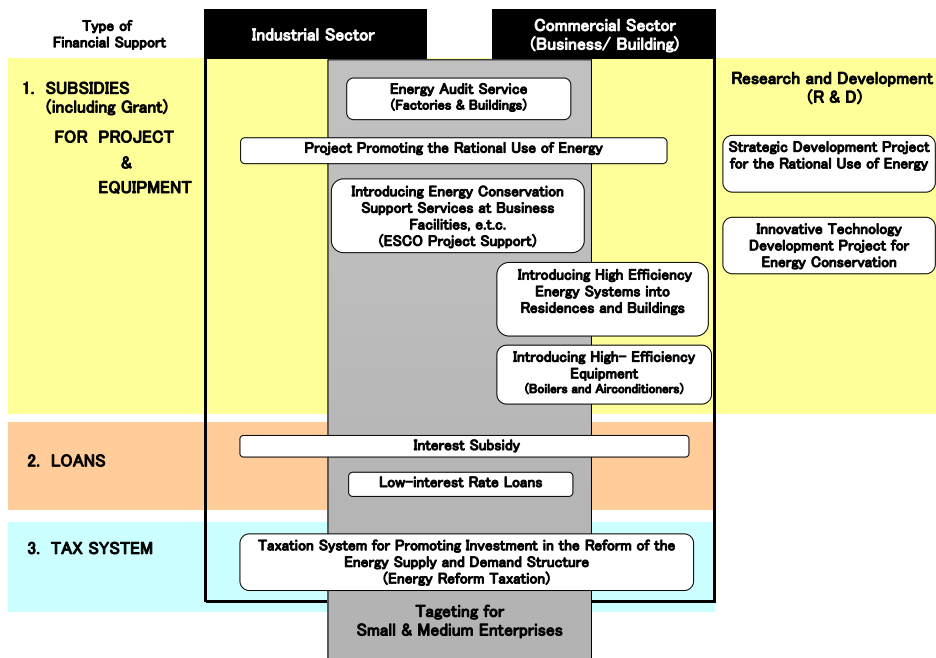 Type of
Financial Support
Industrial Sector
Commercial Sector
(Business/ Building)
1. SUBSIDIES
(including Grant)
FOR PROJECT
&
EQUIPMENT
Energy Audit Service
(Factories & Buildings)
Project Promoting the Rational Use of Energy
Introducing Energy Conservation
Support Services at Business
Facilities, e.t.c.
(ESCO Project Support)
Introducing High Efficiency
Energy Systems into
Residences and Buildings
Introducing High- Efficiency
Equipment
(Boilers and Airconditioners)
Research and Development
(R & D)
Strategic Development Project
for the Rational Use of Energy
Innovative Technology
Development Project for
Energy Conservation
2. LOANS
Interest Subsidy
Low-interest Rate Loans
3. TAX SYSTEM
Taxation System for Promoting Investment in the Reform of the
Energy Supply and Demand Structure
(Energy Reform Taxation)
Tageting for
Small & Medium Enterprises